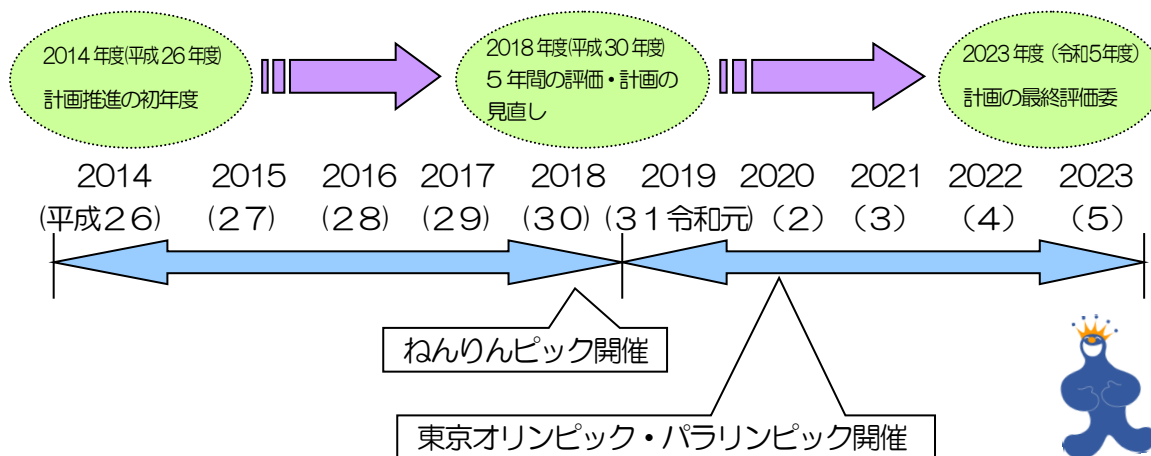 2014年度(平成26年度)
計画推進の初年度
2018年度(平成30年度)
5年間の評価・計画の
見直し
2023年度（令和5年度）
計画の最終評価委
2014 2015 2016 2017 2018 2019 2020 2021 2022 2023
(平成26) (27) (28) (29) (30) (31令和元) （2） （3） （4） （5）
ねんりんピック開催
東京オリンピック・パラリンピック開催